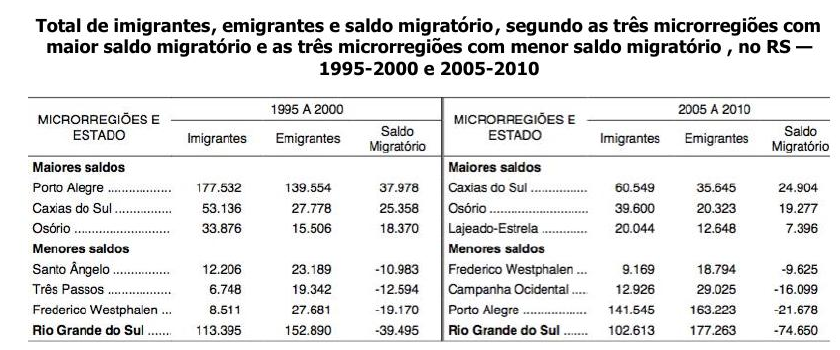 Total de imigrantes, emigrantes e saldo migratório, segundo as três microrregiões com
maior saldo migratório e as três microrregiões com menor saldo migratório , no RS —
1995-2000 e 2005-2010
MICRORREGIÕES E ESTADO 1995 A 2000 MICRORREGIÕES E ESTADO 2005 A 2010
Imigrantes Emigrantes Saldo Migratório Imigrantes Emigrantes Saldo Migratório
Maiores saldos Maiores saldos
Porto Alegre .................. 177.532 139.554 37.978 Caxias do Sul ................ 60.549 35.645 24.904
Caxias do Sul ................ 53.136 27.778 25.358 Osório ........................... 39.600 20.323 19.277
Osório ........................... 33.876 15.506 18.370 Lajeado-Estrela ............. 20.044 12.648 7.396
Menores saldos Menores saldos
Santo Ângelo ................ 12.206 23.189 -10.983 Frederico Westphalen ... 9.169 18.794 -9.625
Três Passos .................. 6.748 19.342 -12.594 Campanha Ocidental ..... 12.926 29.025 -16.099
Frederico Westphalen ... 8.511 27.681 -19.170 Porto Alegre .................. 141.545 163.223 -21.678
Rio Grande do Sul ....... 113.395 152.890 -39.495 Rio Grande do Sul ....... 102.613 177.263 -74.650